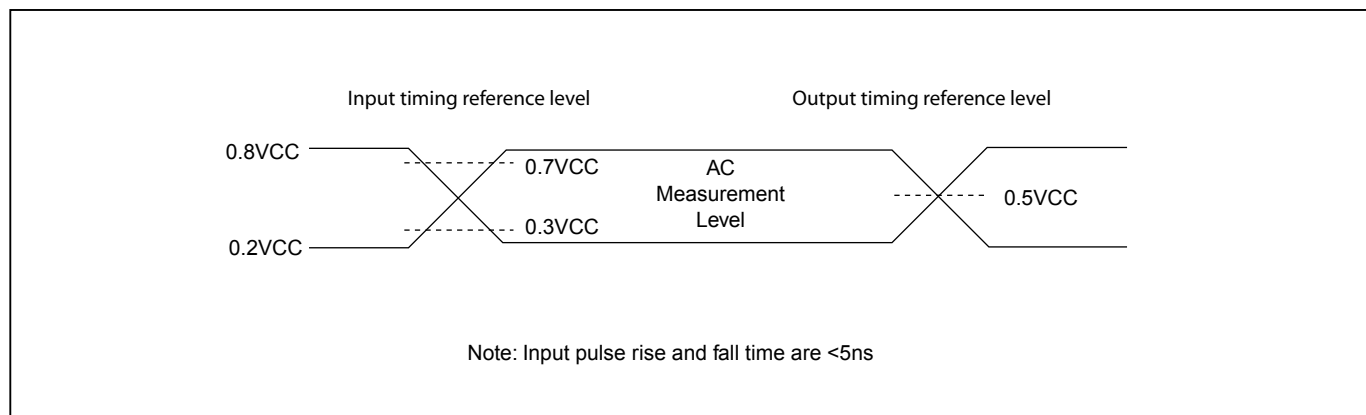 Input timing reference level
Output timing reference level
0.8VCC
0.7VCC
AC
Measurement
Level
0.5VCC
0.3VCC
0.2VCC
Note: Input pulse rise and fall time are <5ns